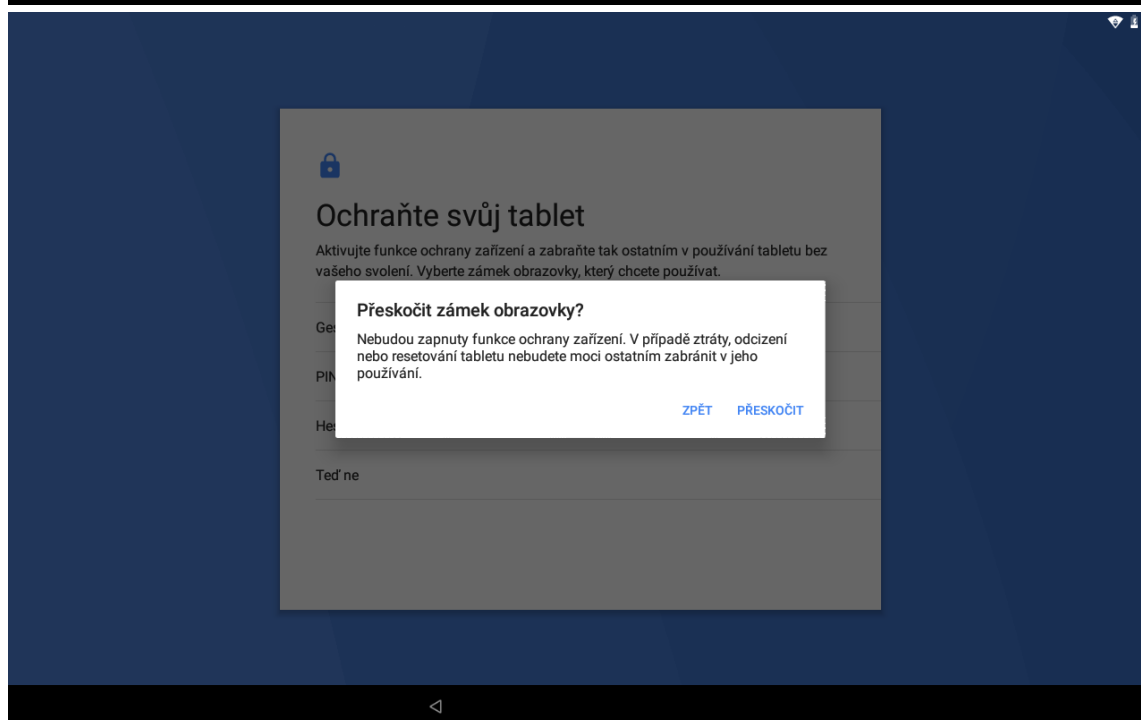 Ochraňte svůj tablet
Aktivujte funkce ochrany zařízení a zabraňte tak ostatním v používání tabletu bez
vašeho svolení. Vyberte zámek obrazovky, který chcete používat.
Přeskočit zámek obrazovky?
Nebudou zapnuty funkce ochrany zařízení. V případě ztráty, odcizení
nebo resetování tabletu nebudete moci ostatním zabránit v jeho
používání.
ZPĚT PŘESKOČIT
PIN
Teď ne